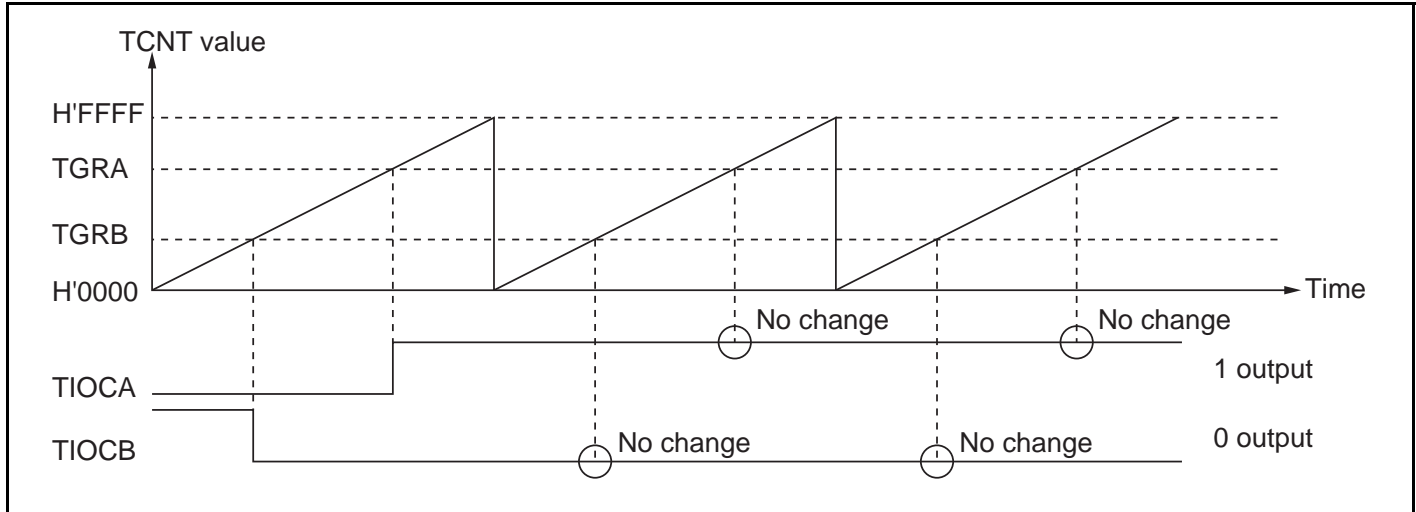 TCNT value
H'FFFF
TGRA
TGRB
H'0000
Time
No change
No change
1 output
TIOCA
No change
No change
0 output
TIOCB